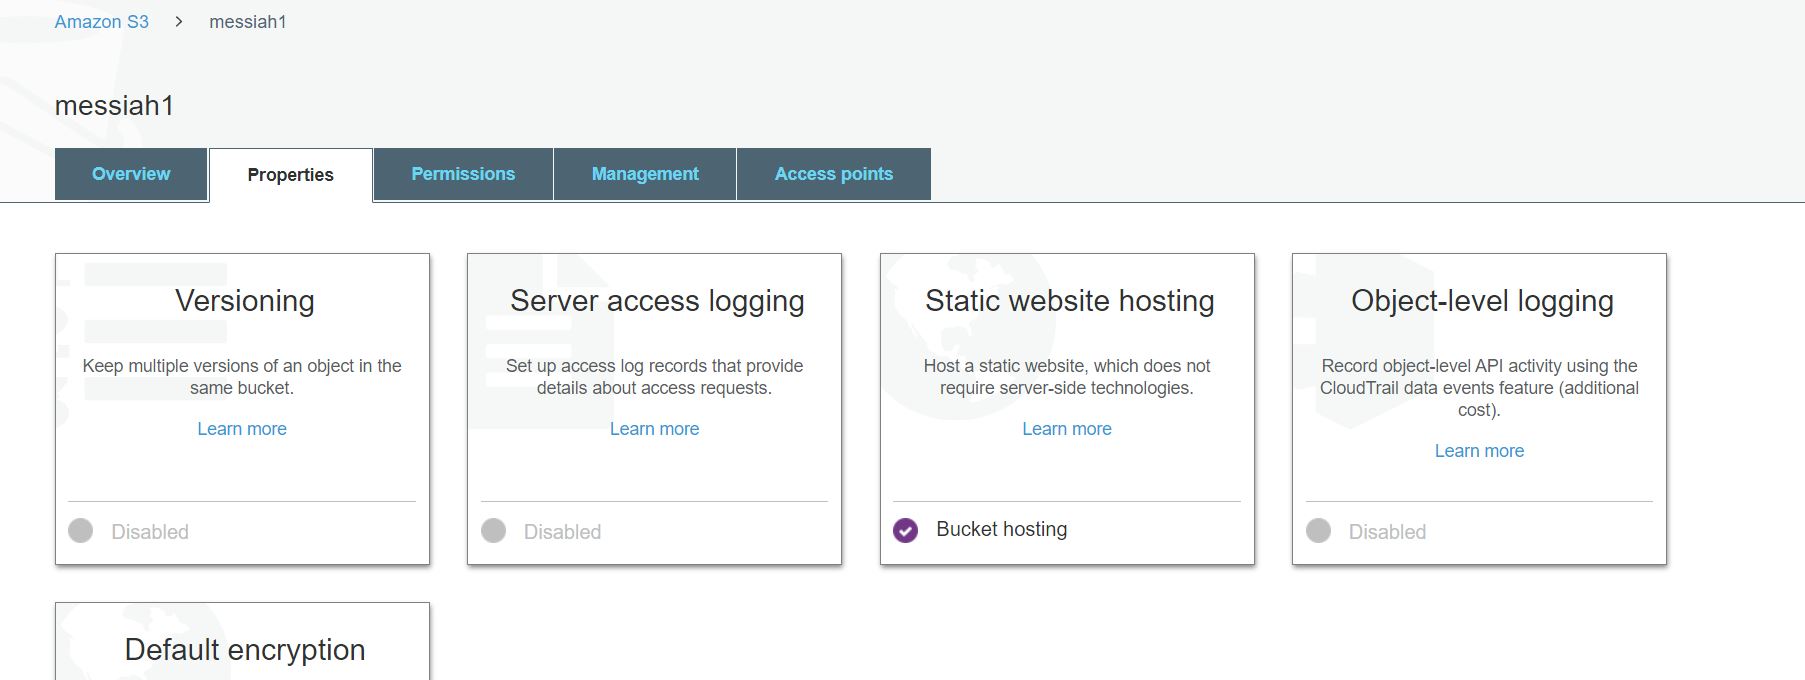 Amazon S3 > messiah1
messiah1
Overview Properties Permissions Management Access points
Versioning
Keep multiple versions of an object in the
same bucket.
Learn more
Disabled
Server access logging
Set up access log records that provide
details about access requests.
Learn more
Disabled
Static website hosting
Host a static website, which does not
require server-side technologies.
Learn more
Bucket hosting
Object-level logging
Record object-level API activity using the
CloudTrail data events feature (additional
cost).
Learn more
Disabled
Default encryption